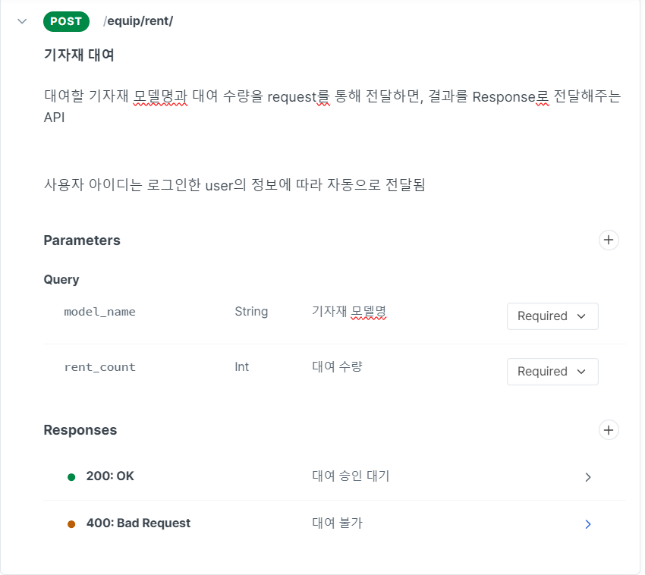 POST /equip/rent/
기자재 대여
대여할 기자재 모델명과 대여 수량을 request를 통해 전달하면, 결과를 Response로 전달해주는
API
사용자 아이디는 로그인한 user의 정보에 따라 자동으로 전달됨
Parameters
Query
model_name String 기자재 모델명 Required
rent_count Int 대여 수량 Required
Responses
200: OK 대여 승인 대기
400: Bad Request 대여 불가